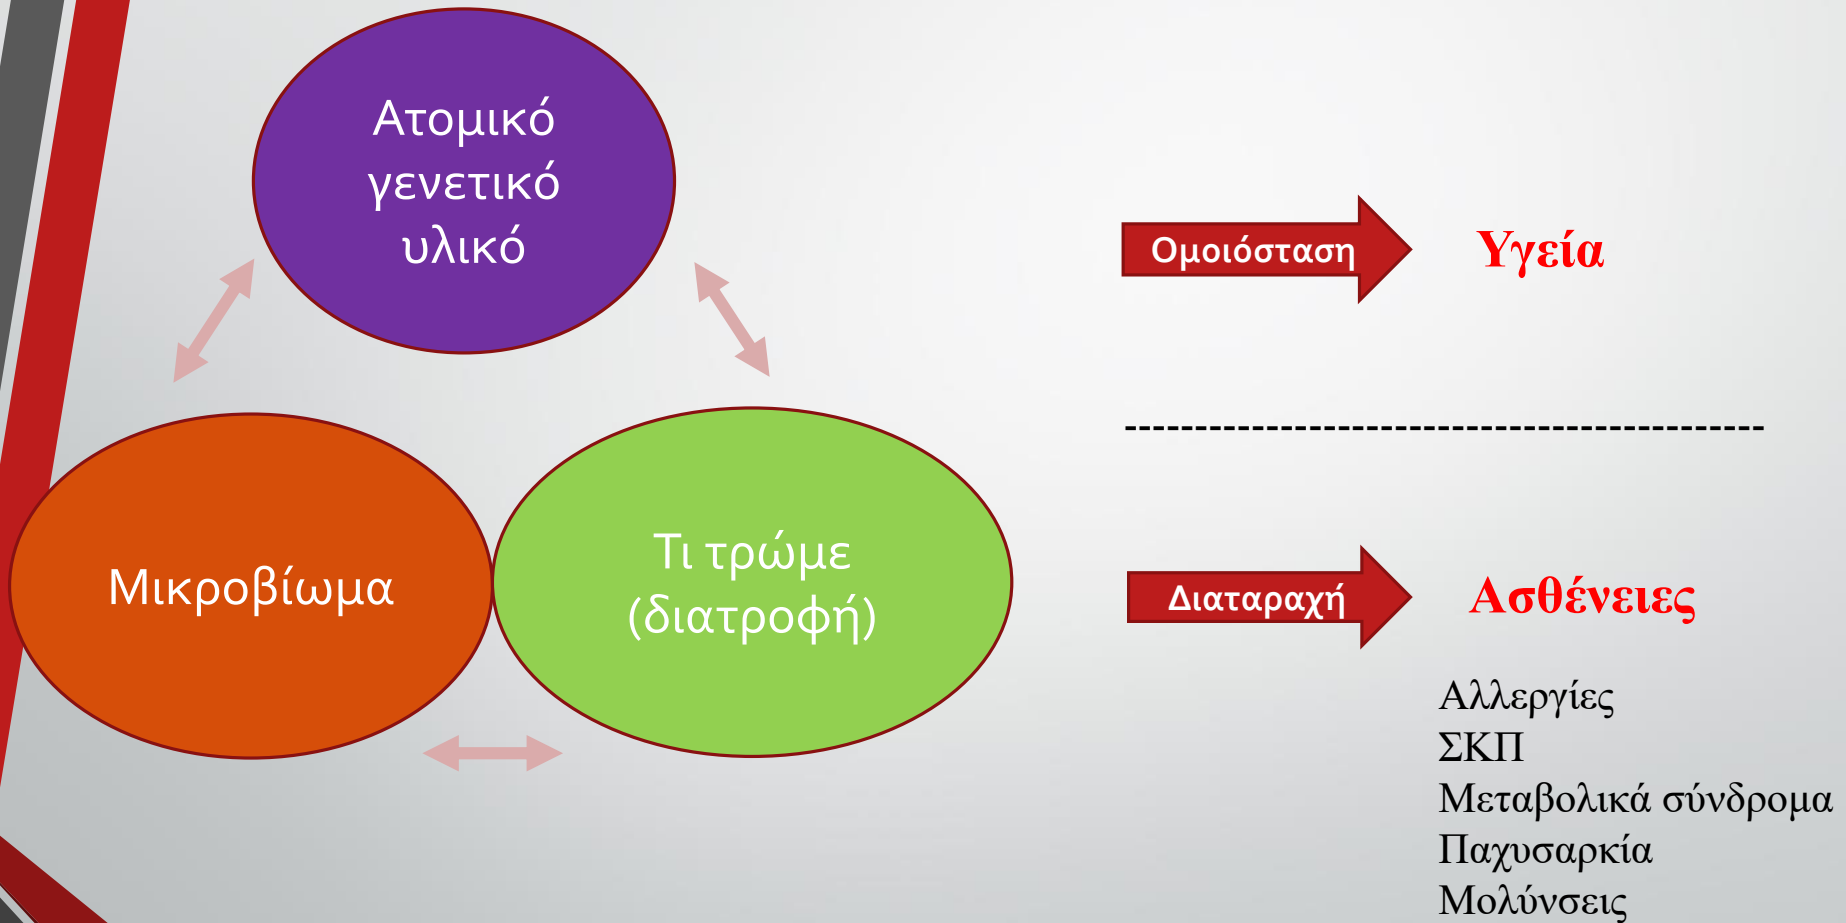 Ατομικό
γενετικό
υλικό
Μικροβίωμα
Τι τρώμε
(διατροφή)
Ομοιόσταση
Υγεία
----------------------------------------------
Διαταραχή
Ασθένειες
Αλλεργίες
ΣΚΠ
Μεταβολικά σύνδρομα
Παχυσαρκία
Μολύνσεις